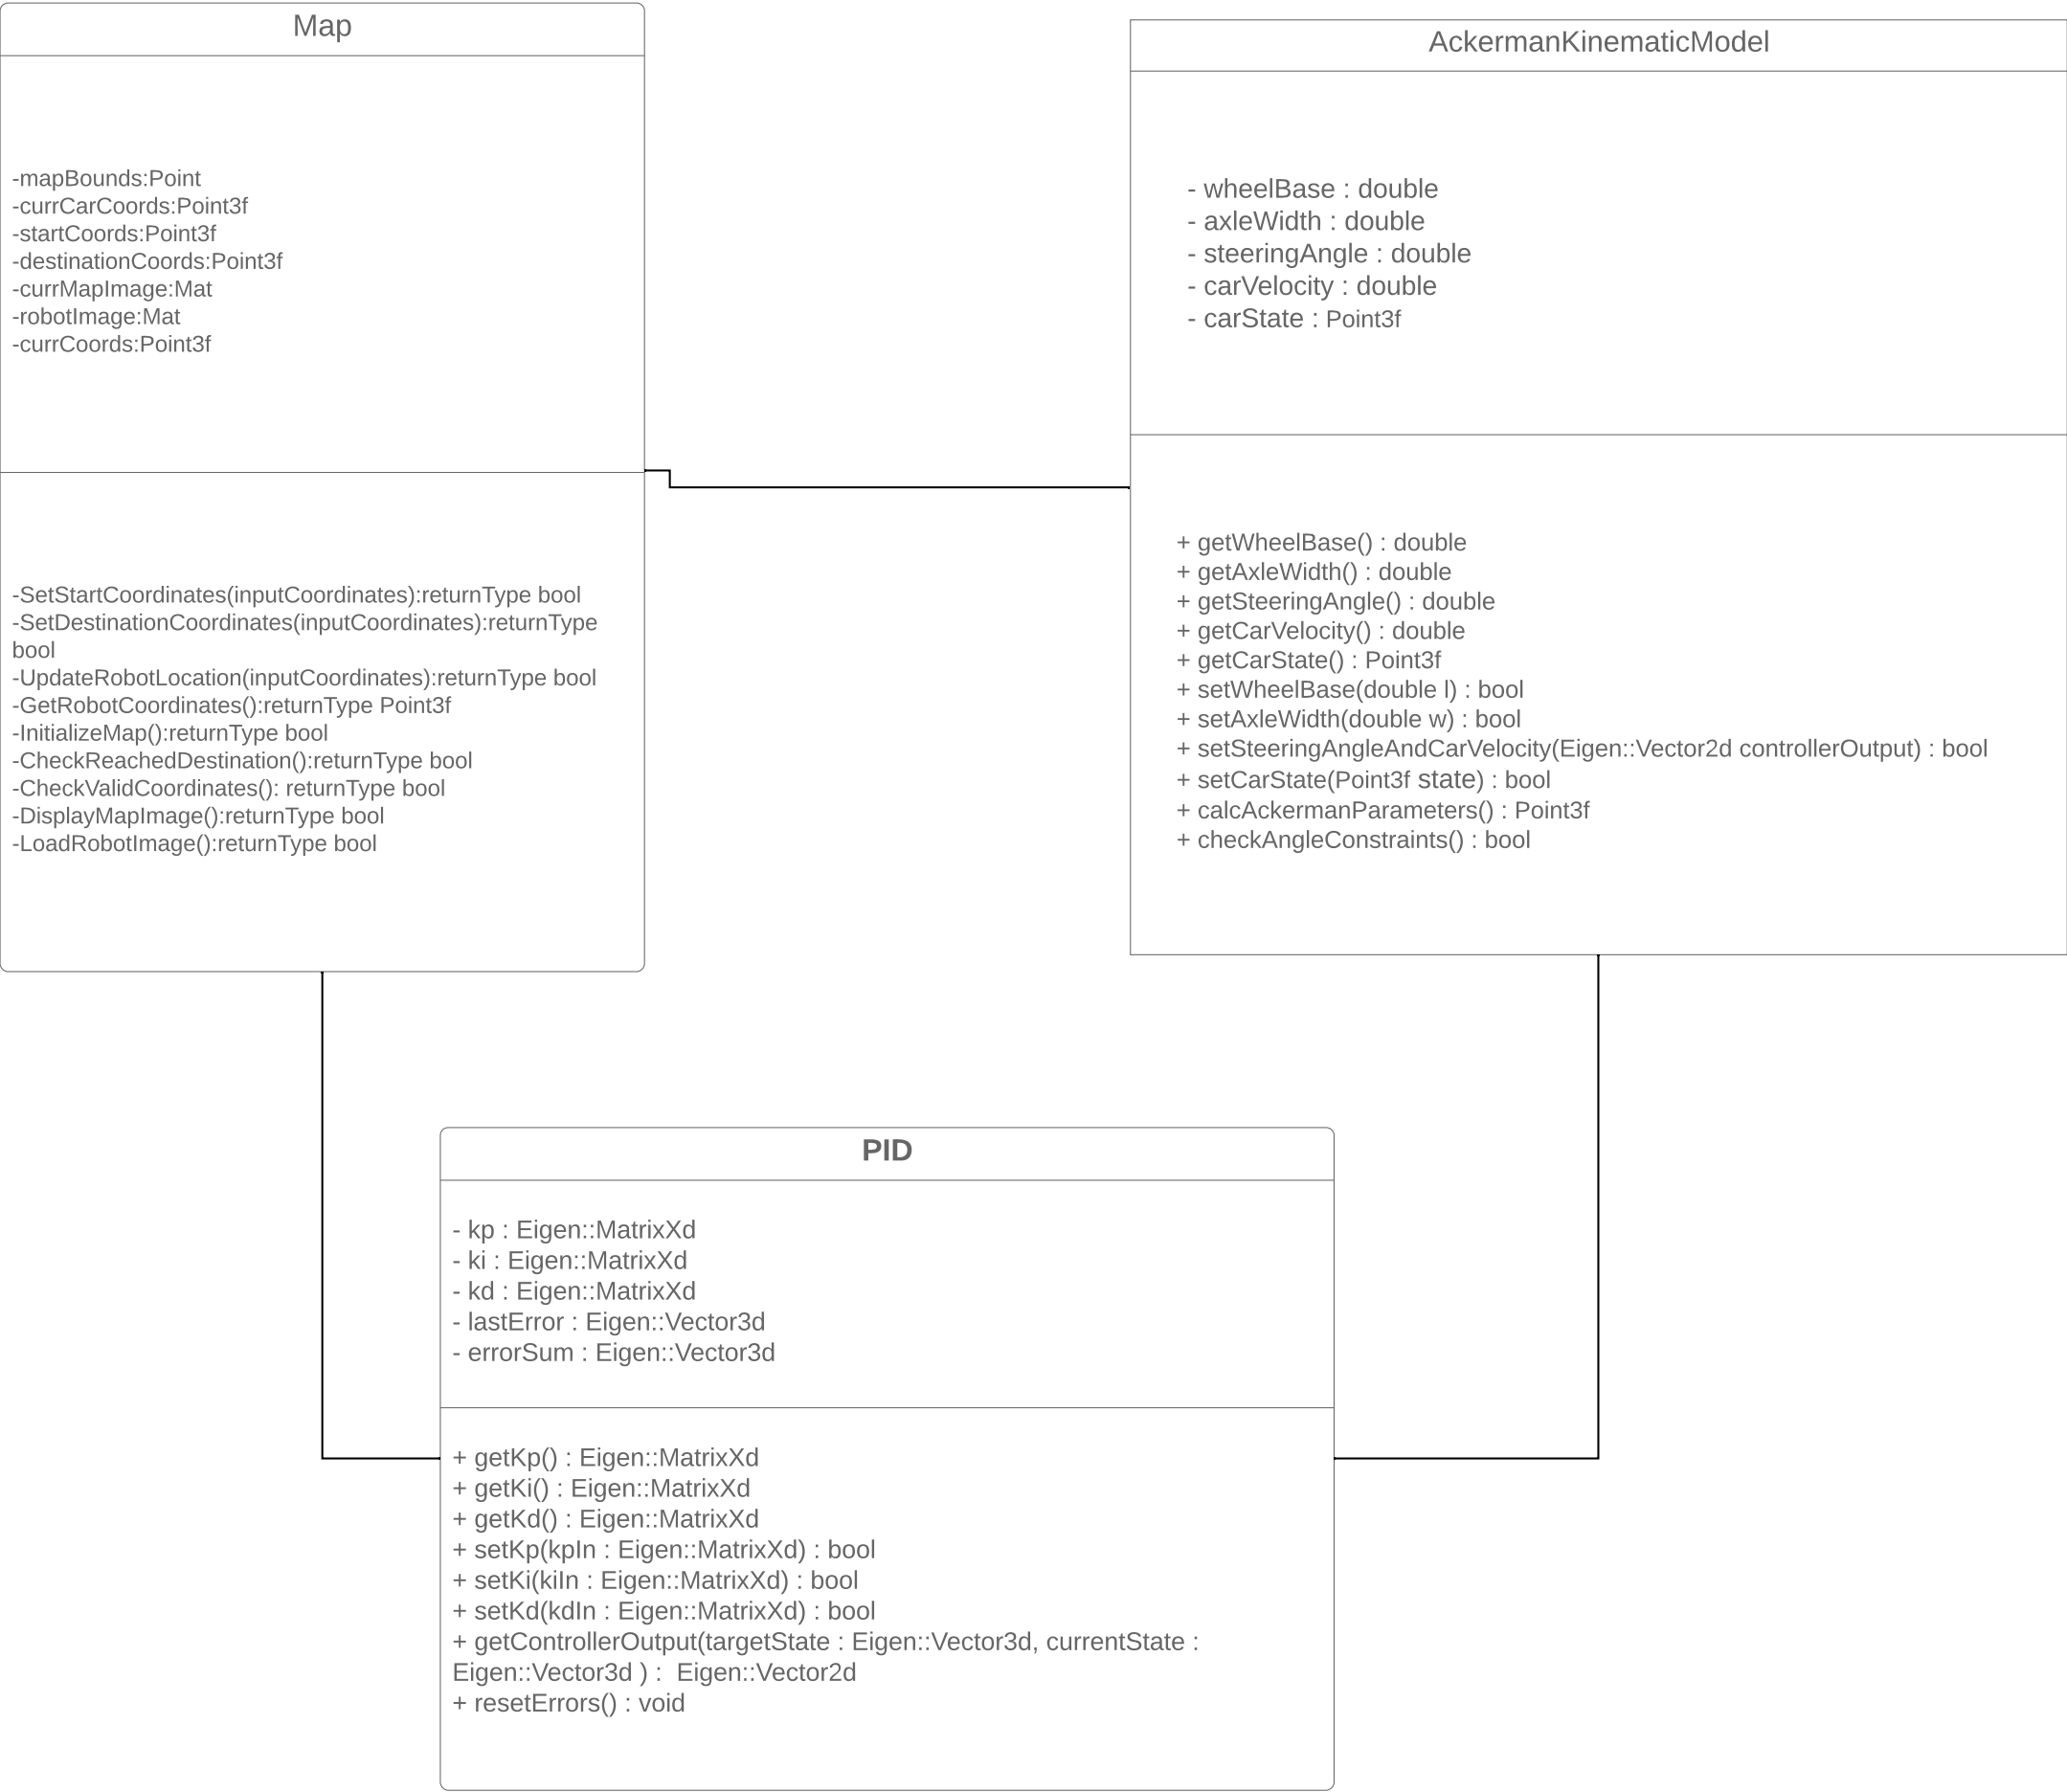 Map
-mapBounds:Point
-currCarCoords:Point3f
-startCoords:Point3f
-destinationCoords:Point3f
-currMapImage:Mat
-robotImage:Mat
-currCoords:Point3f
-SetStartCoordinates(inputCoordinates):returnType bool
-SetDestinationCoordinates(inputCoordinates):returnType
bool
-UpdateRobotLocation(inputCoordinates):returnType bool
-GetRobotCoordinates():returnType Point3f
-InitializeMap():returnType bool
-CheckReachedDestination():returnType bool
-CheckValidCoordinates(): returnType bool
-DisplayMapImage():returnType bool
-LoadRobotImage():returnType bool
AckermanKinematicModel
- wheelBase : double
- axleWidth : double
- steeringAngle : double
- carVelocity : double
- carState : Point3f
+ getWheelBase() : double
+ getAxleWidth() : double
+ getSteeringAngle() : double
+ getCarVelocity() : double
+ getCarState() : Point3f
+ setWheelBase(double l) : bool
+ setAxleWidth(double w) : bool
+ setSteeringAngleAndCarVelocity(Eigen::Vector2d controllerOutput) : bool
+ setCarState(Point3f state) : bool
+ calcAckermanParameters() : Point3f
+ checkAngleConstraints() : bool
PID
- kp : Eigen::MatrixXd
- ki : Eigen::MatrixXd
- kd : Eigen::MatrixXd
- lastError : Eigen::Vector3d
- errorSum : Eigen::Vector3d
+ getKp() : Eigen::MatrixXd
+ getKi() : Eigen::MatrixXd
+ getKd() : Eigen::MatrixXd
+ setKp(kpIn : Eigen::MatrixXd) : bool
+ setKi(kiIn : Eigen::MatrixXd) : bool
+ setKd(kdIn : Eigen::MatrixXd) : bool
+ getControllerOutput(targetState : Eigen::Vector3d, currentState :
Eigen::Vector3d ) :  Eigen::Vector2d
+ resetErrors() : void